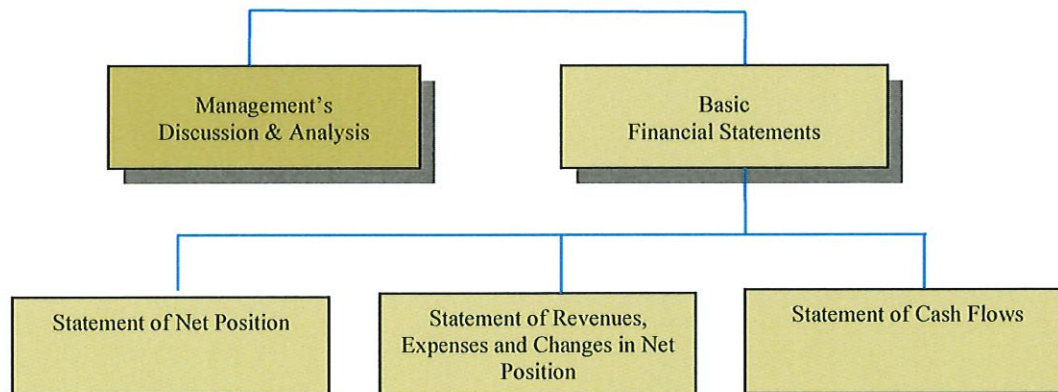 Management's
Discussion & Analysis
Basic
Financial Statements
Statement of Net Position
Statement of Revenues,
Expenses and Changes in Net
Position
Statement of Cash Flows